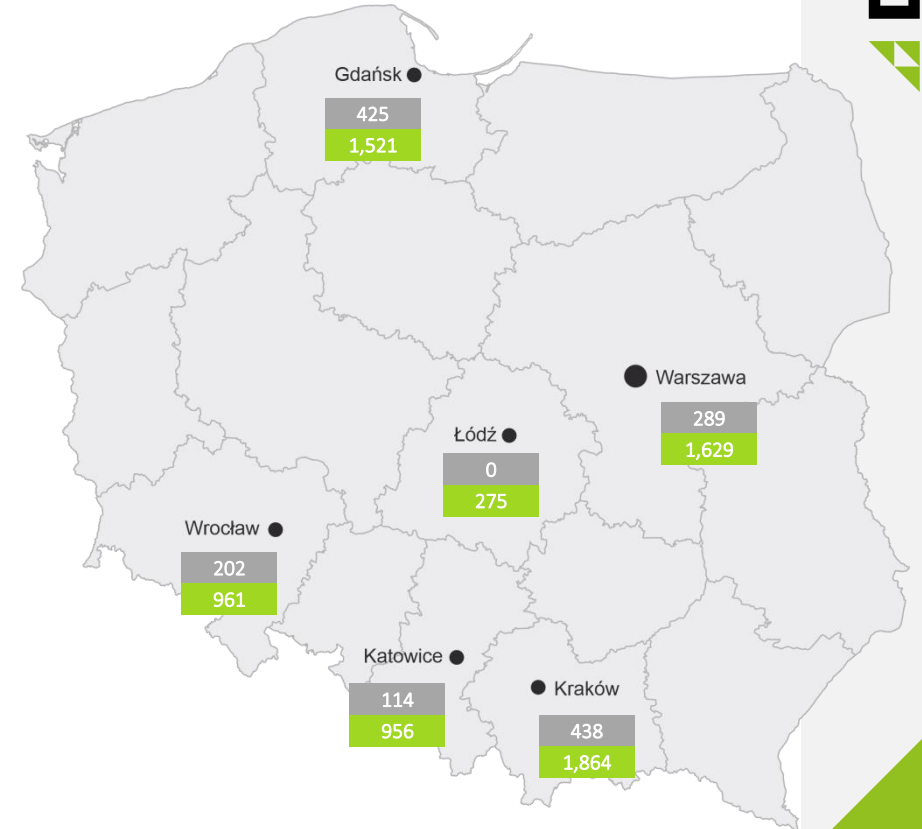 Gdańsk
425
1,521
Warszawa
289
1,629
Łódź
0
275
Wrocław
202
961
Katowice
114
956
Kraków
438
1,864